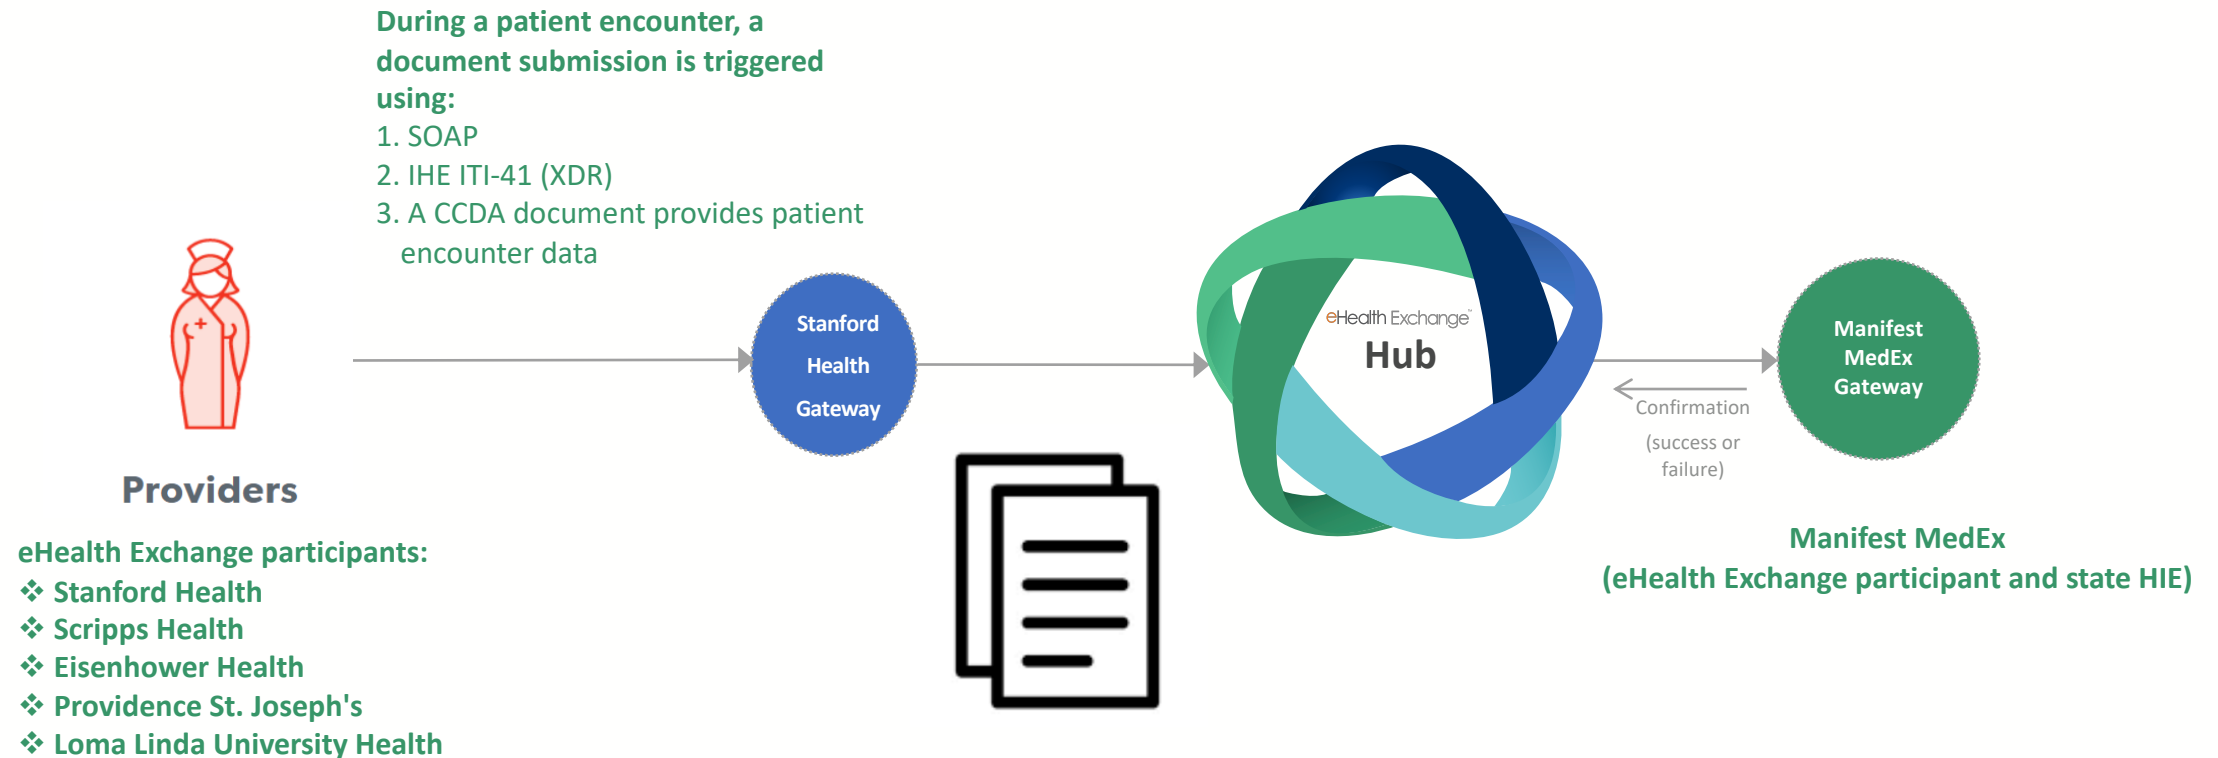 During a patient encounter, a
document submission is triggered
using:
1. SOAP
2. IHE ITI-41 (XDR)
3. A CCDA document provides patient
encounter data
Providers
eHealth Exchange participants:
❖ Stanford Health
❖ Scripps Health
❖ Eisenhower Health
❖ Providence St. Joseph's
❖ Loma Linda University Health
Stanford
Health
Gateway
eHealth Exchange™
Hub
Confirmation
(success or
failure)
Manifest
MedEx
Gateway
Manifest MedEx
(eHealth Exchange participant and state HIE)